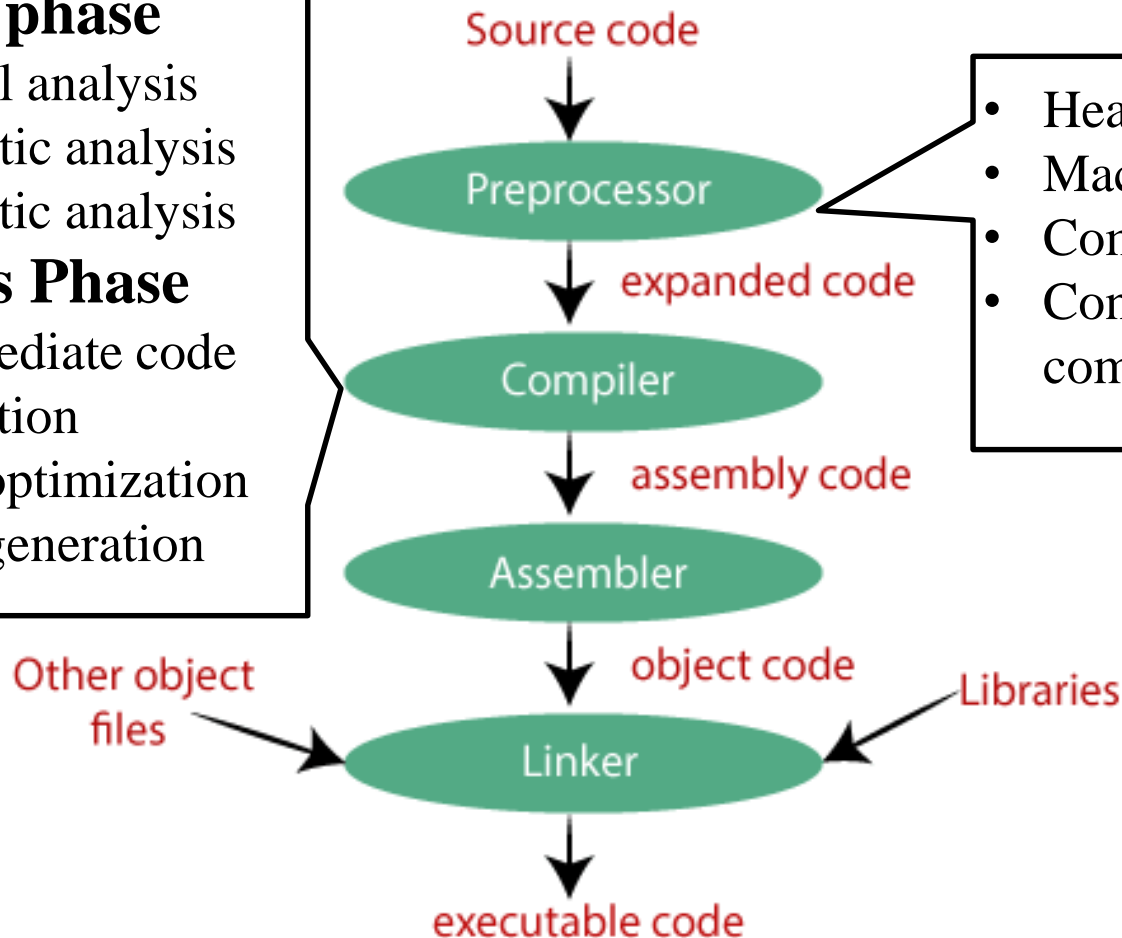 phase
l analysis
tic analysis
tic analysis
s Phase
ediate code
tion
optimization
generation
Source code
Preprocessor
• Hea
• Mac
• Con
• Con
com
expanded code
Compiler
assembly code
Assembler
object code
Other object
files
Libraries
Linker
executable code